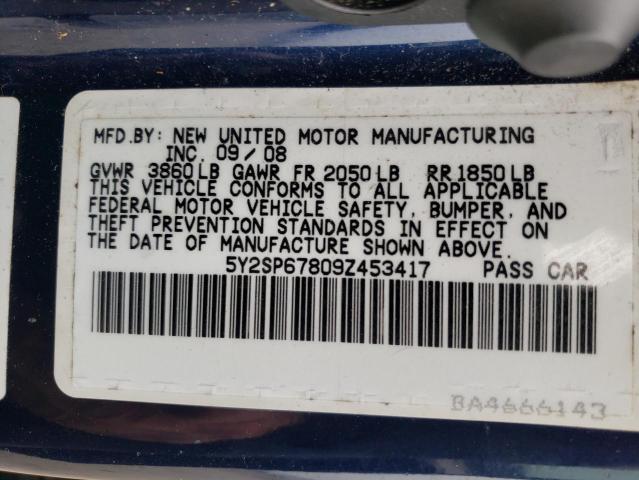 MFD.BY: NEW UNITED MOTOR MANUFACTURING
INC. 09/08
GVWR 3860LB GAWR FR 2050LB RR 1850LB
THIS VEHICLE CONFORMS TO ALL APPLICABLE
FEDERAL MOTOR VEHICLE SAFETY, BUMPER, AND
THEFT PREVENTION STANDARDS IN EFFECT ON
THE DATE OF MANUFACTURE SHOWN ABOVE.
5Y2SP67809Z453417 PASS CAR
BA4666143